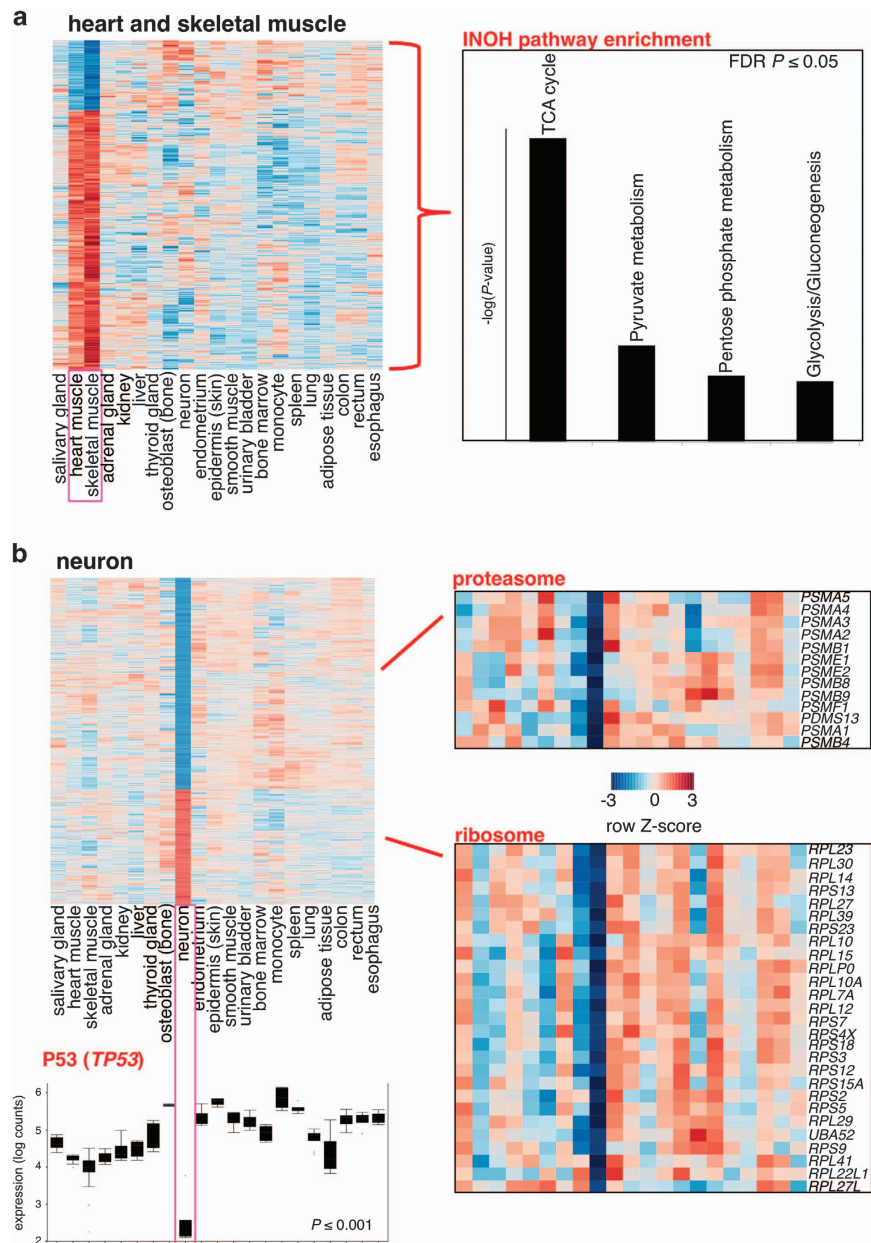 a
heart and skeletal muscle
INOH pathway enrichment
FDR P ≤ 0.05
-log(P-value)
TCA cycle
Pyruvate metabolism
Pentose phosphate metabolism
Glycolysis/Gluconeogenesis
salivary gland
heart muscle
skeletal muscle
adrenal gland
kidney
liver
thyroid gland
osteoblast (bone)
neuron
endometrium
epidermis (skin)
smooth muscle
urinary bladder
bone marrow
monocyte
spleen
lung
adipose tissue
colon
rectum
esophagus
b
neuron
proteasome
PSMA5
PSMA4
PSMA3
PSMA2
PSMB1
PSME1
PSME2
PSMB8
PSMB9
PSMF1
PDMS13
PSMA1
PSMB4
-3 0 3
row Z-score
ribosome
RPL23
RPL30
RPL14
RPS13
RPL27
RPL39
RPS23
RPL10
RPL15
RPLP0
RPL10A
RPL7A
RPL12
RPS7
RPS4X
RPS18
RPS3
RPS12
RPS15A
RPS2
RPS5
RPL29
UBA52
RPS9
RPL41
RPL22L1
RPL27L
salivary gland
heart muscle
skeletal muscle
adrenal gland
kidney
liver
thyroid gland
osteoblast (bone)
neuron
endometrium
epidermis (skin)
smooth muscle
urinary bladder
bone marrow
monocyte
spleen
lung
adipose tissue
colon
rectum
esophagus
P53 (TP53)
expression (log counts)
6
5
4
3
2
P ≤ 0.001